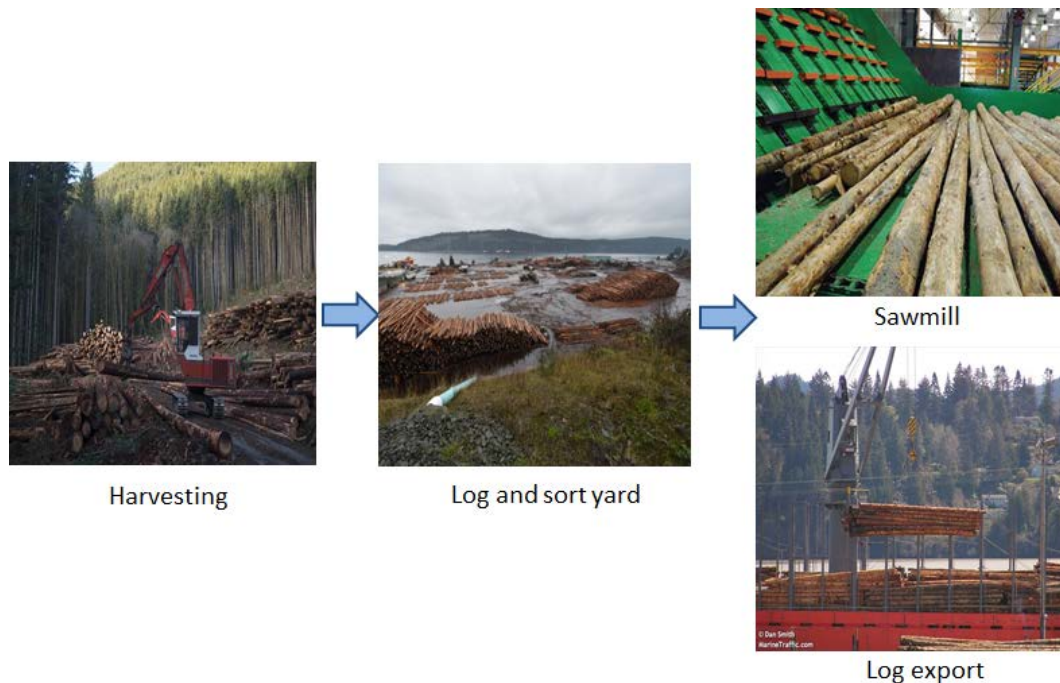 Harvesting
Log and sort yard
Sawmill
© Dan Smith
MarineTraffic.com
Log export